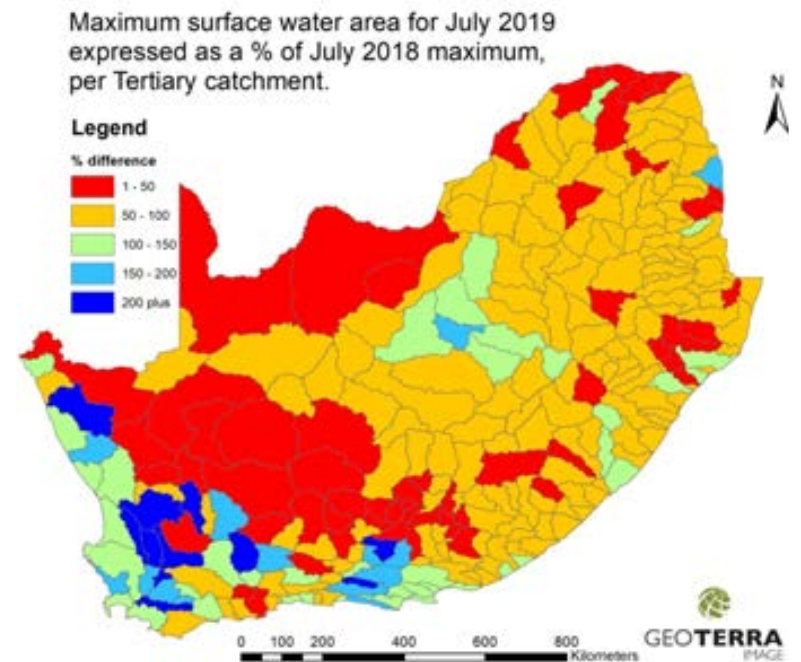 Maximum surface water area for July 2019
expressed as a % of July 2018 maximum,
per Tertiary catchment.
Legend
% difference
1 - 50
50 - 100
100 - 150
150 - 200
200 plus
N
0 100 200 400 600 800
Kilometers
GEOTERRA
IMAGE